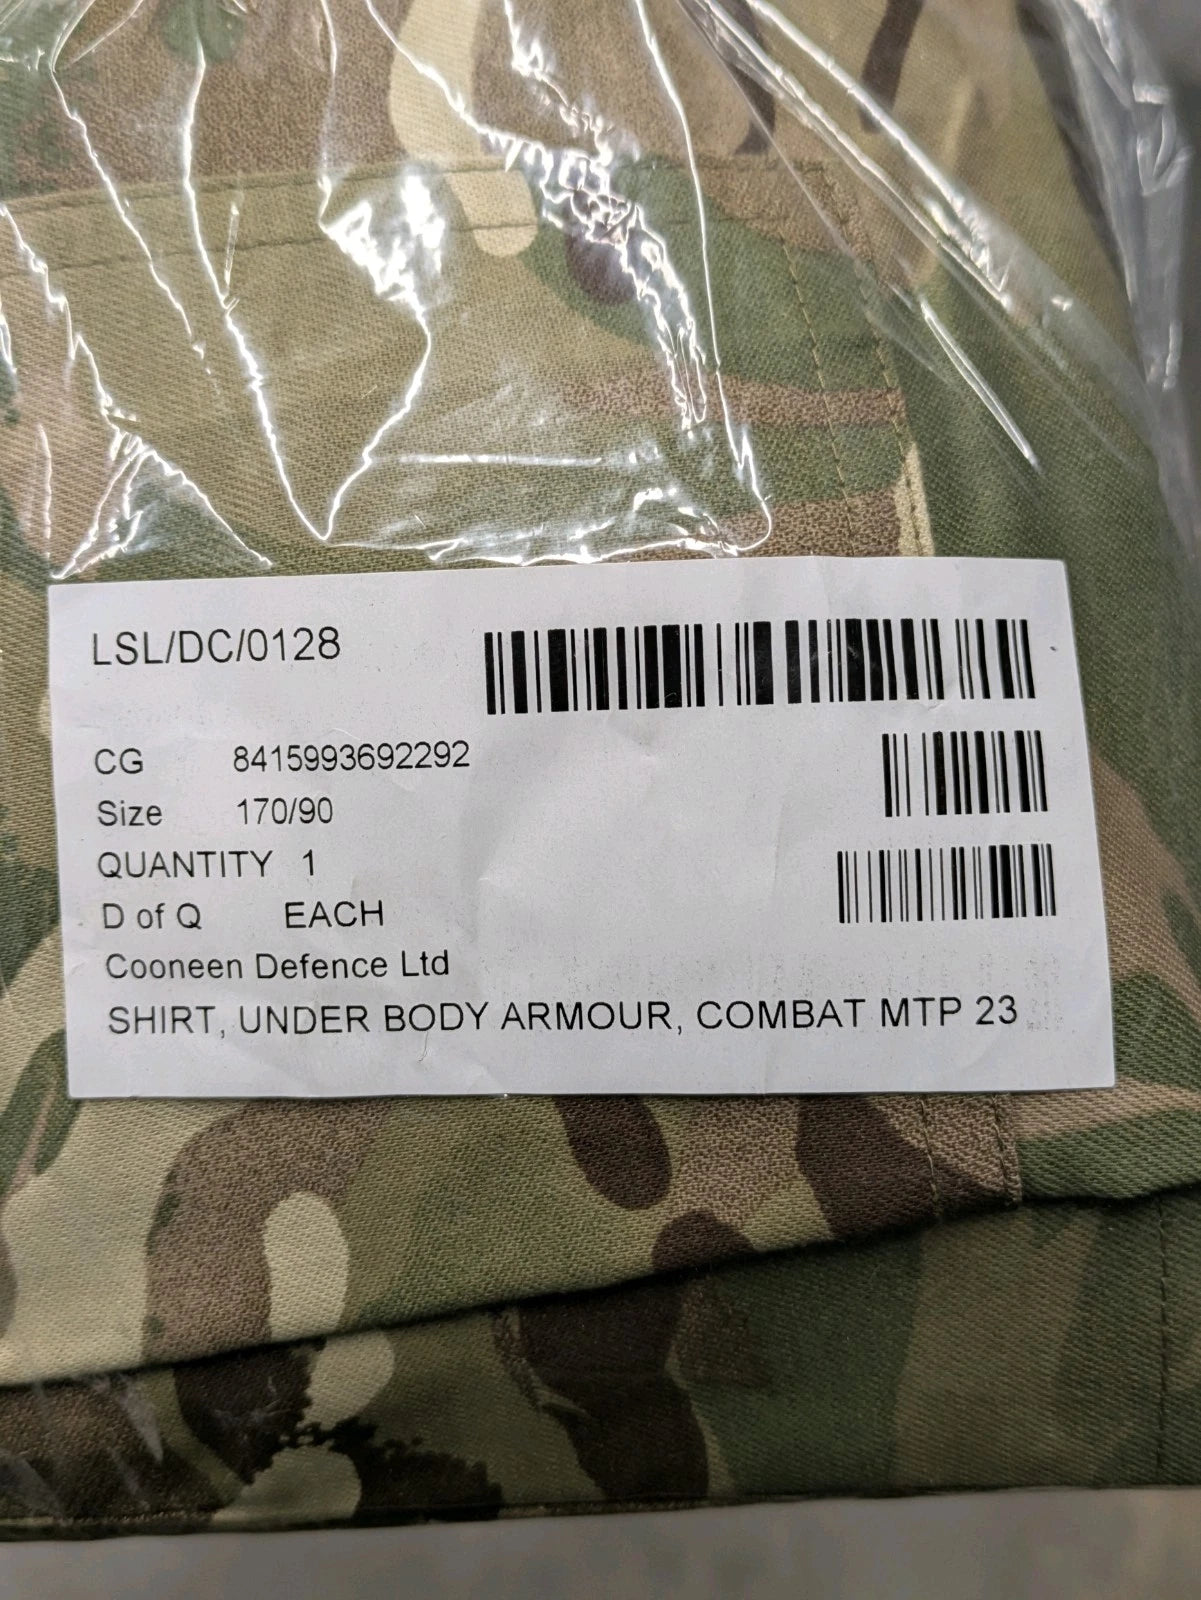 LSL/DC/0128
CG 8415993692292
Size 170/90
QUANTITY 1
D of Q EACH
Cooneen Defence Ltd
SHIRT, UNDER BODY ARMOUR, COMBAT MTP 23